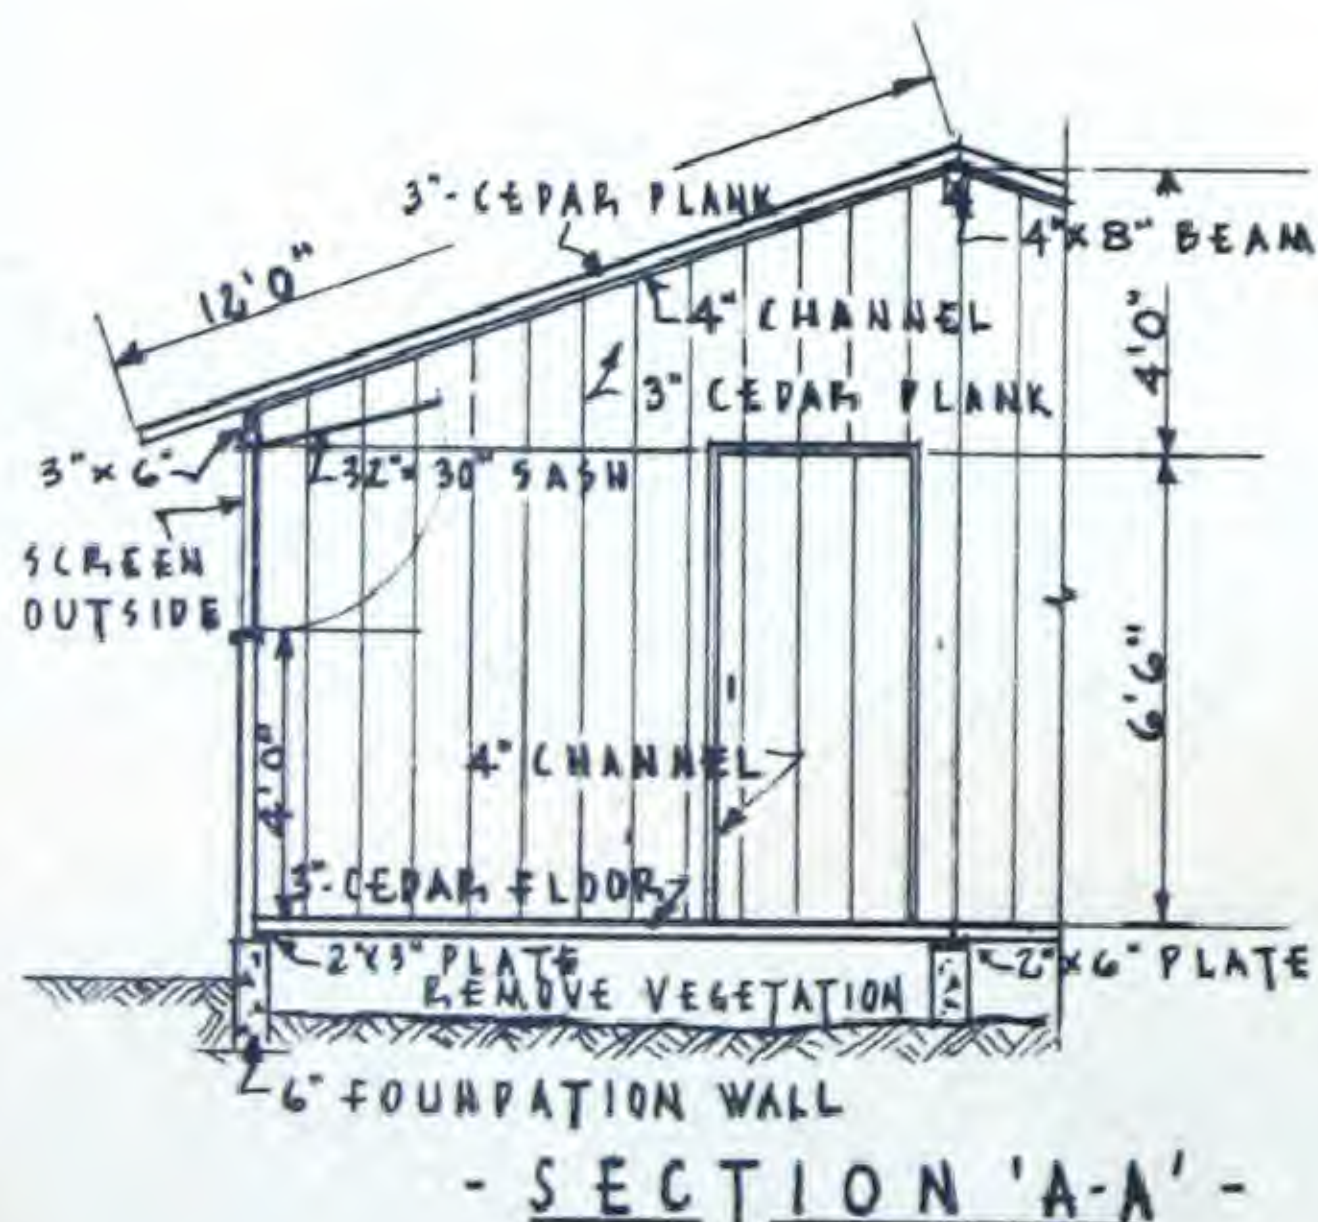 3"-CEDAR PLANK
12'0"
4"x8" BEAM
4" CHANNEL
4'0"
3" CEDAR PLANK
3"x6"
32"x30" SASH
SCREEN
OUTSIDE
6'6"
4'0"
4" CHANNEL
3"-CEDAR FLOOR
2"x3" PLATE
2"x6" PLATE
REMOVE VEGETATION
6" FOUNDATION WALL
- SECTION 'A-A' -